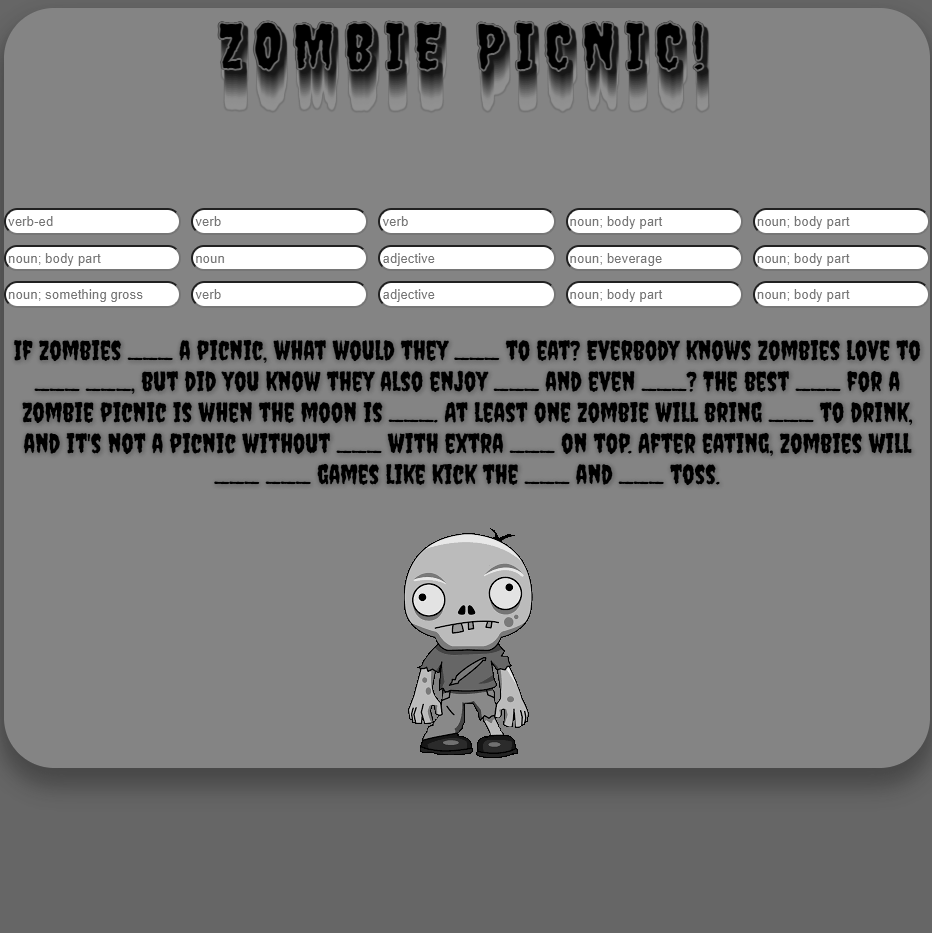 ZOMBIE PICNIC!
verb-ed verb verb noun; body part noun; body part
noun; body part noun adjective noun; beverage noun; body part
noun; something gross verb adjective noun; body part noun; body part
IF ZOMBIES ____ A PICNIC, WHAT WOULD THEY ____ TO EAT? EVERBODY KNOWS ZOMBIES LOVE TO
____ ____, BUT DID YOU KNOW THEY ALSO ENJOY ____ AND EVEN ____? THE BEST ____ FOR A
ZOMBIE PICNIC IS WHEN THE MOON IS ____. AT LEAST ONE ZOMBIE WILL BRING ____ TO DRINK,
AND IT'S NOT A PICNIC WITHOUT ____ WITH EXTRA ____ ON TOP. AFTER EATING, ZOMBIES WILL
____ ____ GAMES LIKE KICK THE ____ AND ____ TOSS.